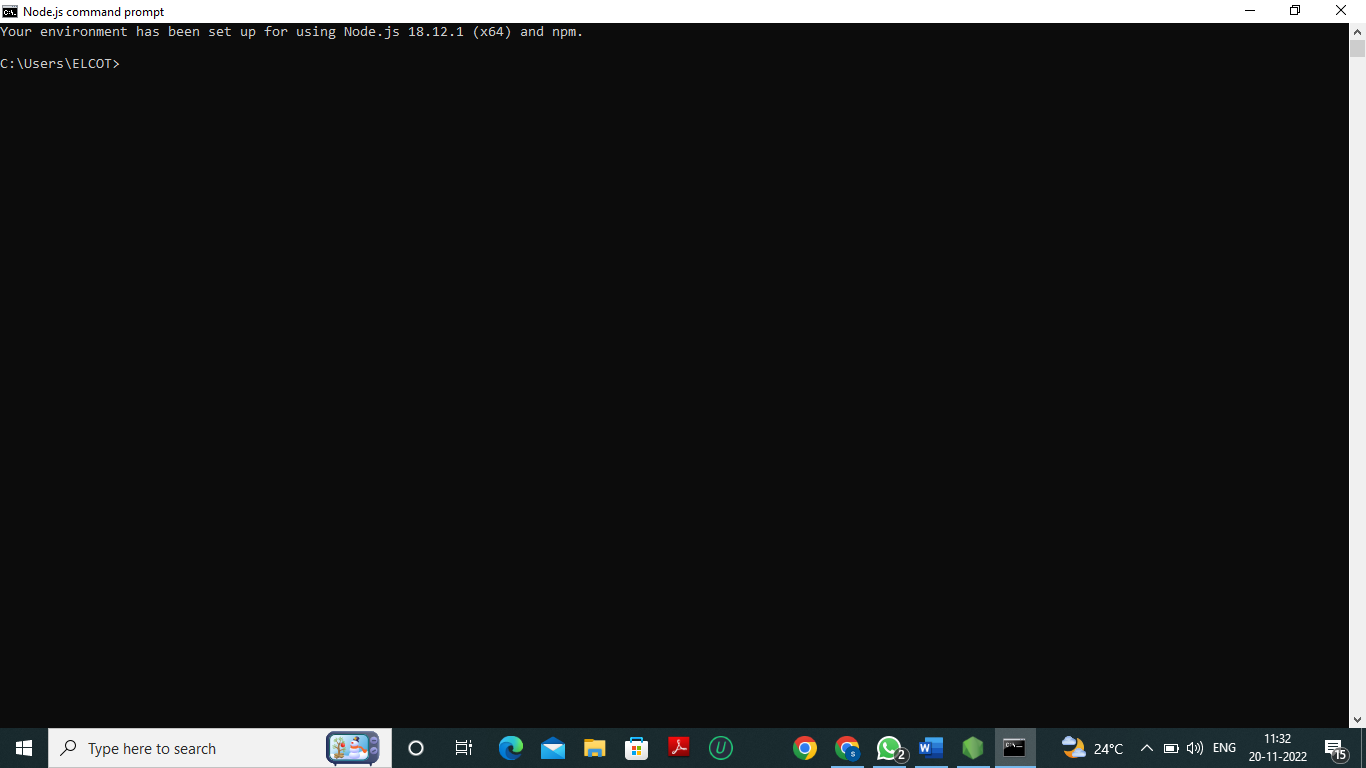 Node.js command prompt
Your environment has been set up for using Node.js 18.12.1 (x64) and npm.
C:\Users\ELCOT>
Type here to search
2
24°C
ENG
11:32
20-11-2022
15